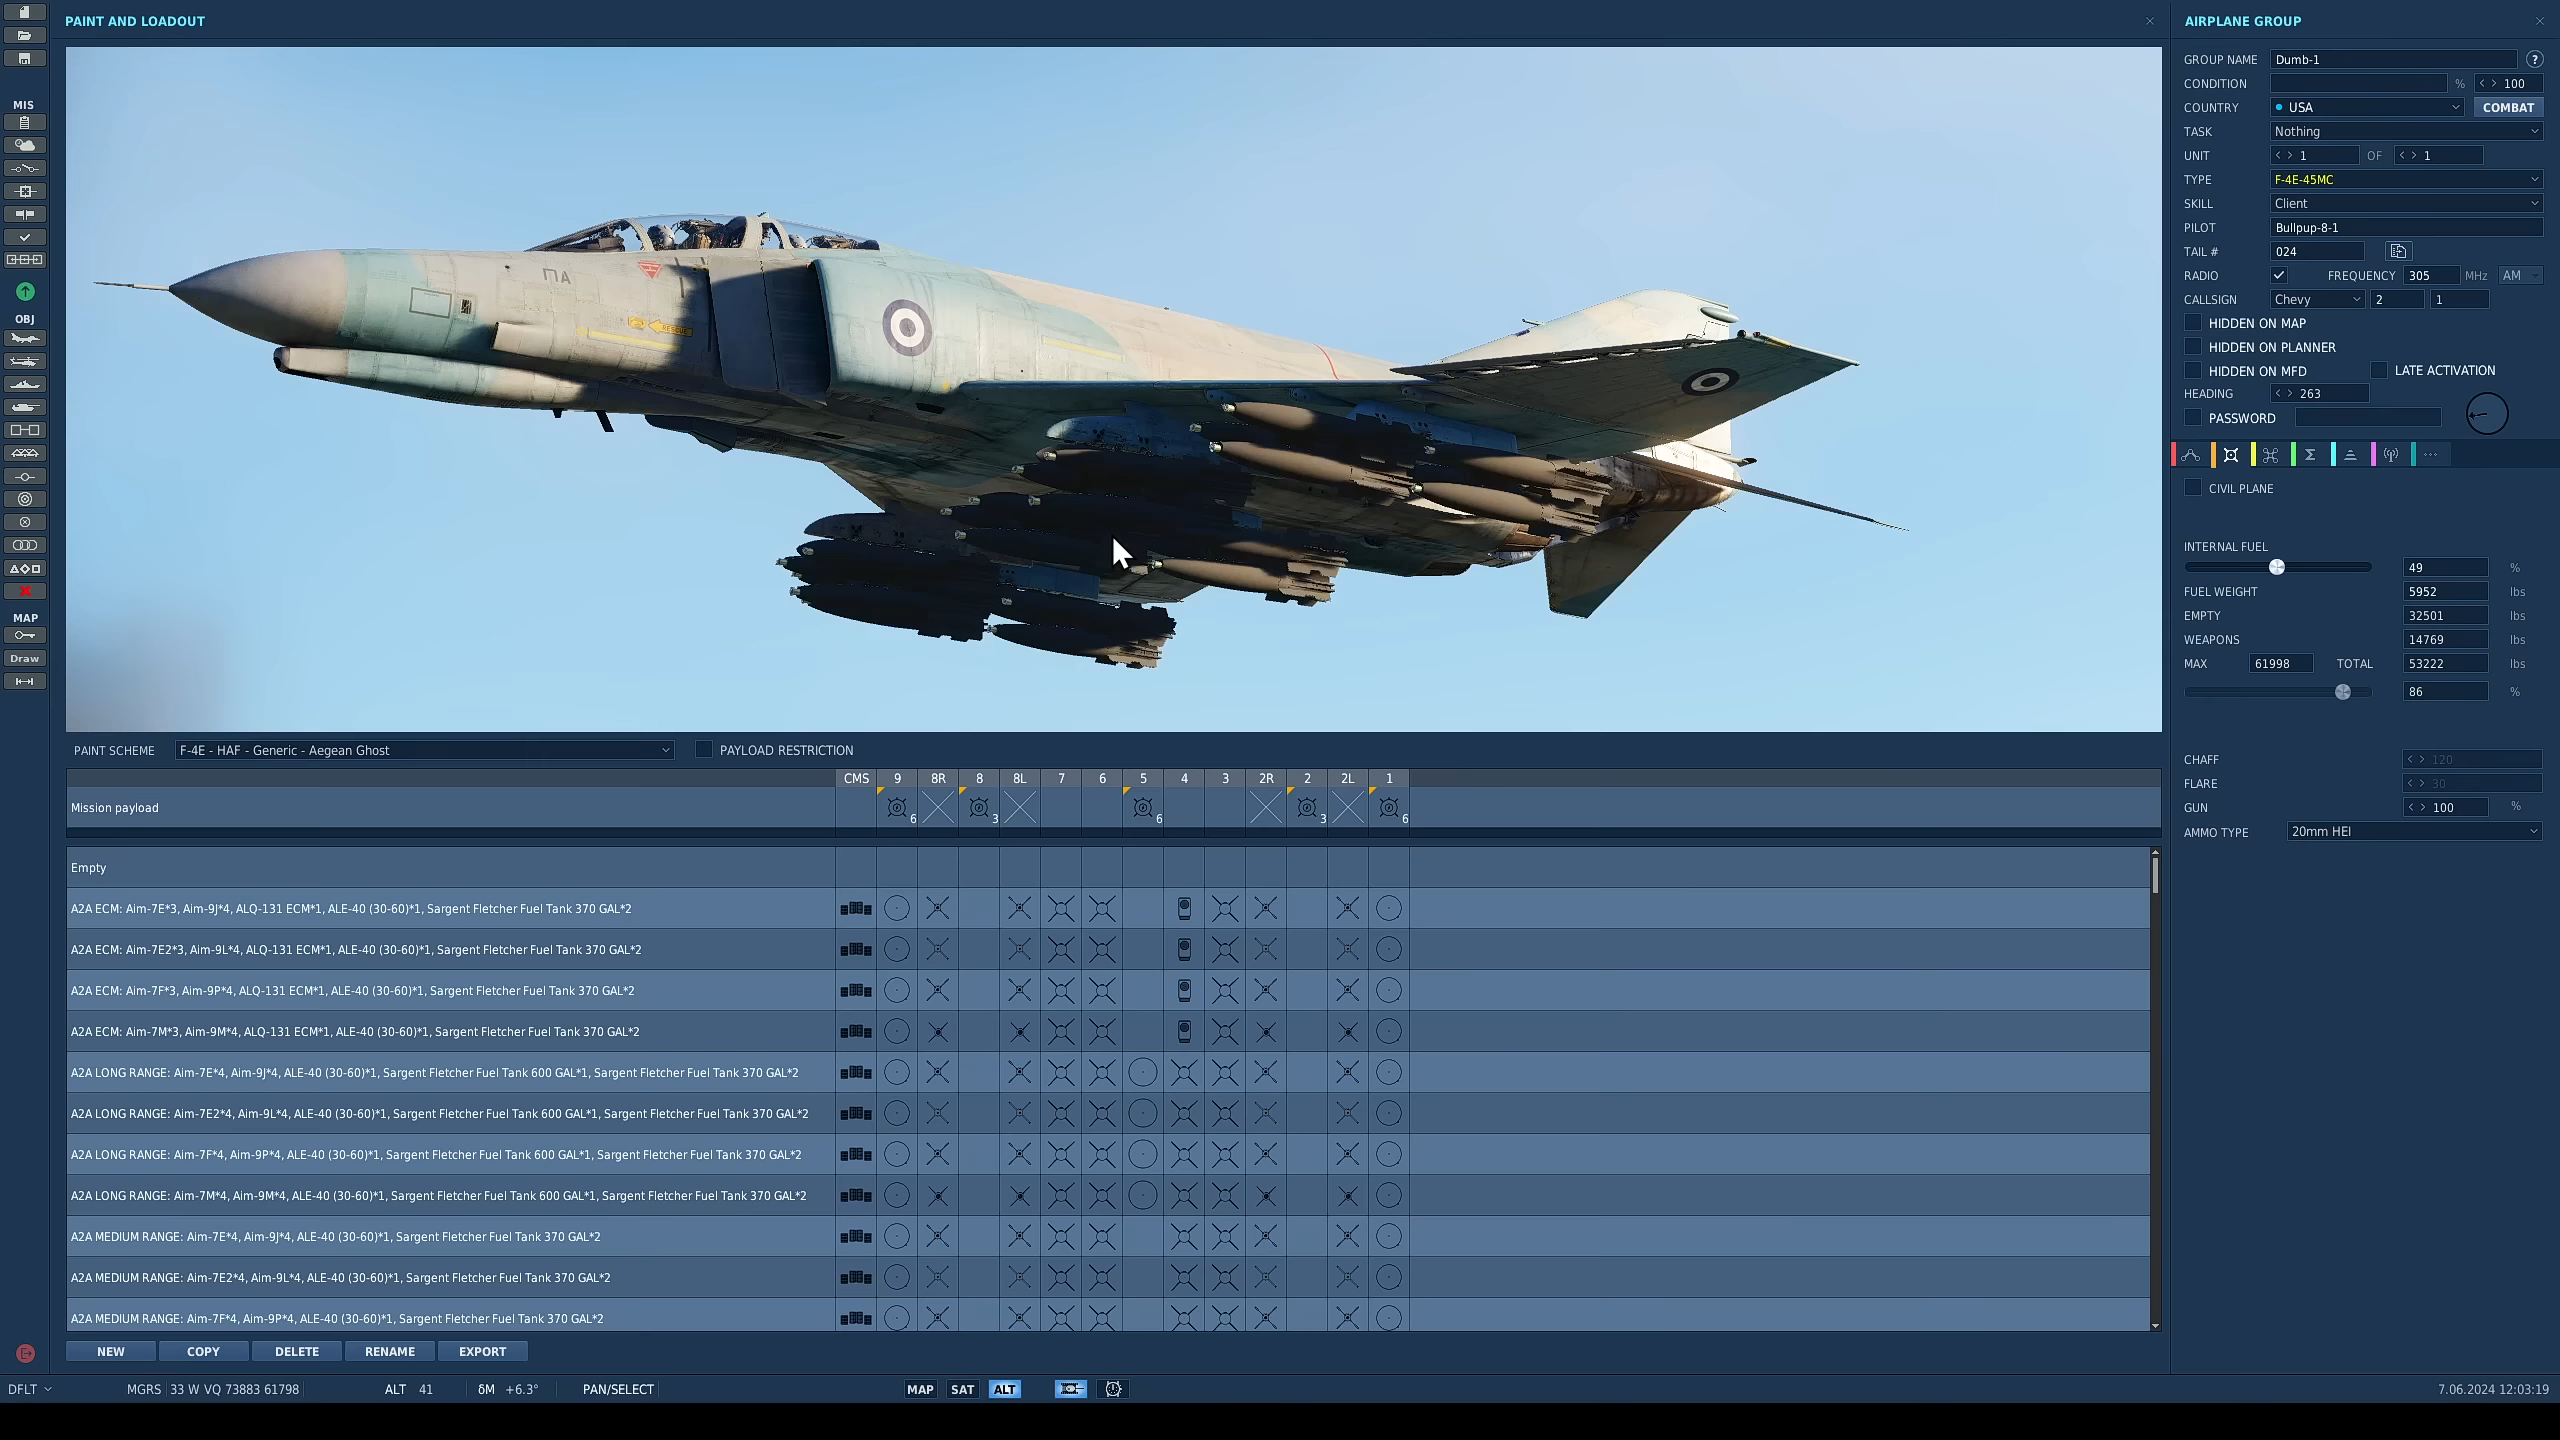 PAINT AND LOADOUT
ΠΑ
RESCUE
PAINT SCHEME F-4E - HAF - Generic - Aegean Ghost PAYLOAD RESTRICTION
CMS 9 8R 8 8L 7 6 5 4 3 2R 2 2L 1
Mission payload 6 3 6 3 6
Empty
A2A ECM: Aim-7E*3, Aim-9J*4, ALQ-131 ECM*1, ALE-40 (30-60)*1, Sargent Fletcher Fuel Tank 370 GAL*2
A2A ECM: Aim-7E2*3, Aim-9L*4, ALQ-131 ECM*1, ALE-40 (30-60)*1, Sargent Fletcher Fuel Tank 370 GAL*2
A2A ECM: Aim-7F*3, Aim-9P*4, ALQ-131 ECM*1, ALE-40 (30-60)*1, Sargent Fletcher Fuel Tank 370 GAL*2
A2A ECM: Aim-7M*3, Aim-9M*4, ALQ-131 ECM*1, ALE-40 (30-60)*1, Sargent Fletcher Fuel Tank 370 GAL*2
A2A LONG RANGE: Aim-7E*4, Aim-9J*4, ALE-40 (30-60)*1, Sargent Fletcher Fuel Tank 600 GAL*1, Sargent Fletcher Fuel Tank 370 GAL*2
A2A LONG RANGE: Aim-7E2*4, Aim-9L*4, ALE-40 (30-60)*1, Sargent Fletcher Fuel Tank 600 GAL*1, Sargent Fletcher Fuel Tank 370 GAL*2
A2A LONG RANGE: Aim-7F*4, Aim-9P*4, ALE-40 (30-60)*1, Sargent Fletcher Fuel Tank 600 GAL*1, Sargent Fletcher Fuel Tank 370 GAL*2
A2A LONG RANGE: Aim-7M*4, Aim-9M*4, ALE-40 (30-60)*1, Sargent Fletcher Fuel Tank 600 GAL*1, Sargent Fletcher Fuel Tank 370 GAL*2
A2A MEDIUM RANGE: Aim-7E*4, Aim-9J*4, ALE-40 (30-60)*1, Sargent Fletcher Fuel Tank 370 GAL*2
A2A MEDIUM RANGE: Aim-7E2*4, Aim-9L*4, ALE-40 (30-60)*1, Sargent Fletcher Fuel Tank 370 GAL*2
A2A MEDIUM RANGE: Aim-7F*4, Aim-9P*4, ALE-40 (30-60)*1, Sargent Fletcher Fuel Tank 370 GAL*2
NEW COPY DELETE RENAME EXPORT
MIS
OBJ
MAP
Draw
AIRPLANE GROUP
GROUP NAME Dumb-1 ?
CONDITION % < > 100
COUNTRY USA COMBAT
TASK Nothing
UNIT < > 1 OF < > 1
TYPE F-4E-45MC
SKILL Client
PILOT Bullpup-8-1
TAIL # 024
RADIO FREQUENCY 305 MHz AM
CALLSIGN Chevy 2 1
HIDDEN ON MAP
HIDDEN ON PLANNER
HIDDEN ON MFD LATE ACTIVATION
HEADING < > 263
PASSWORD
CIVIL PLANE
INTERNAL FUEL
49 %
FUEL WEIGHT 5952 lbs
EMPTY 32501 lbs
WEAPONS 14769 lbs
MAX 61998 TOTAL 53222 lbs
86 %
CHAFF < > 120
FLARE < > 30
GUN < > 100 %
AMMO TYPE 20mm HEI
DFLT MGRS 33 W VQ 73883 61798 ALT 41 δM +6.3° PAN/SELECT MAP SAT ALT 7.06.2024 12:03:19